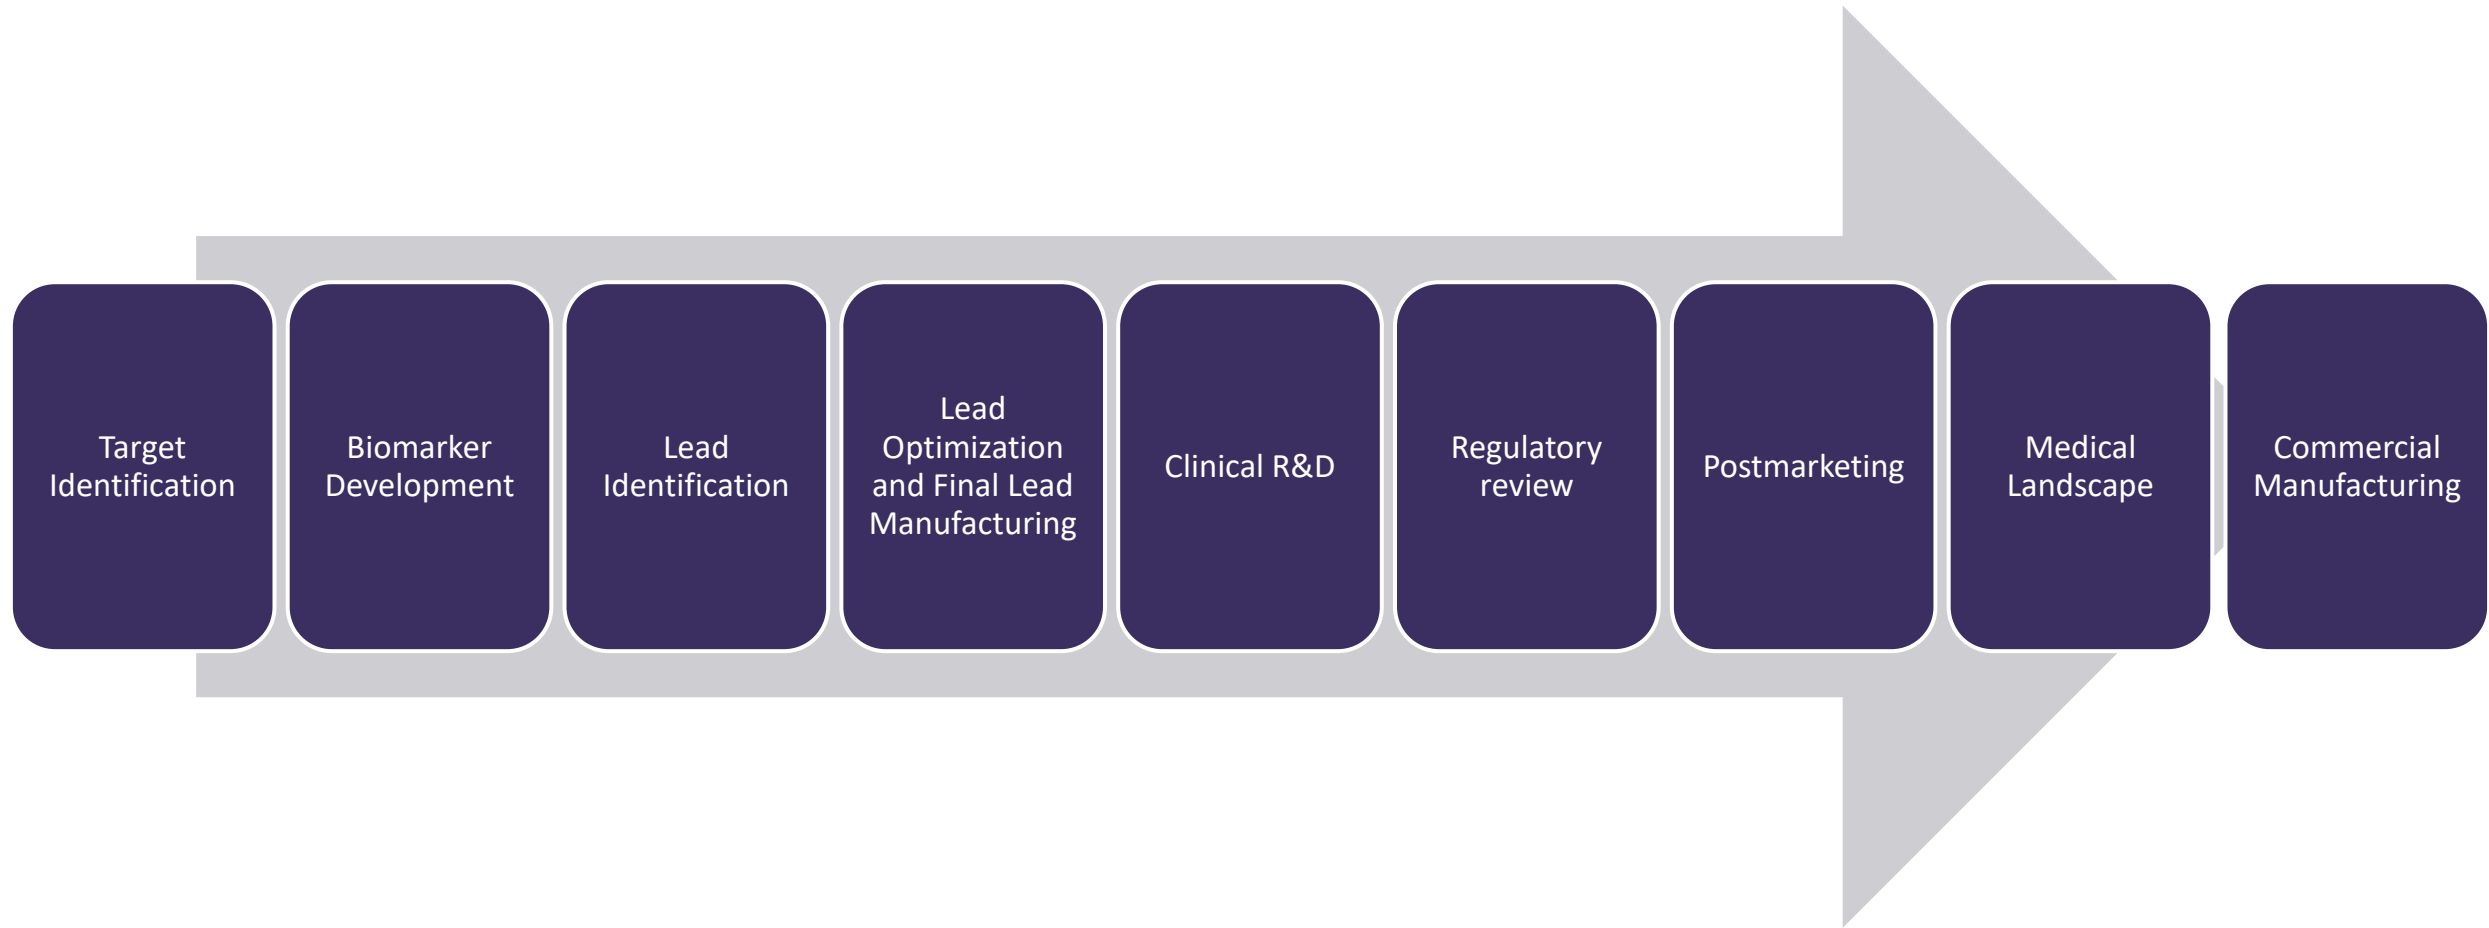 Target
Identification
Biomarker
Development
Lead
Identification
Lead
Optimization
and Final Lead
Manufacturing
Clinical R&D
Regulatory
review
Postmarketing
Medical
Landscape
Commercial
Manufacturing